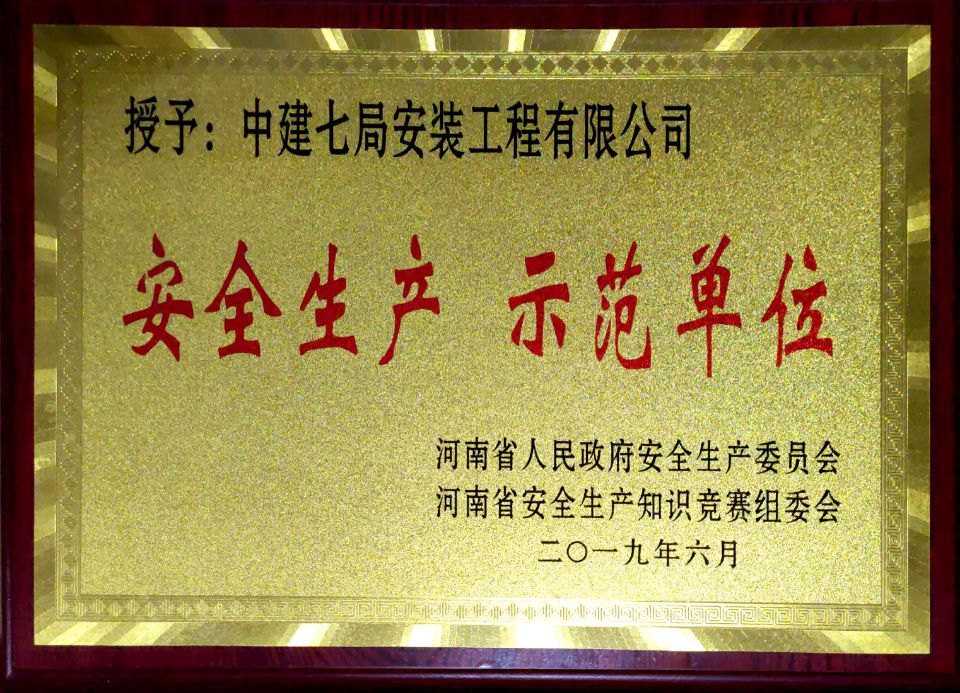 授予：中建七局安装工程有限公司
安全生产 示范单位
河南省人民政府安全生产委员会
河南省安全生产知识竞赛组委会
二〇一九年六月